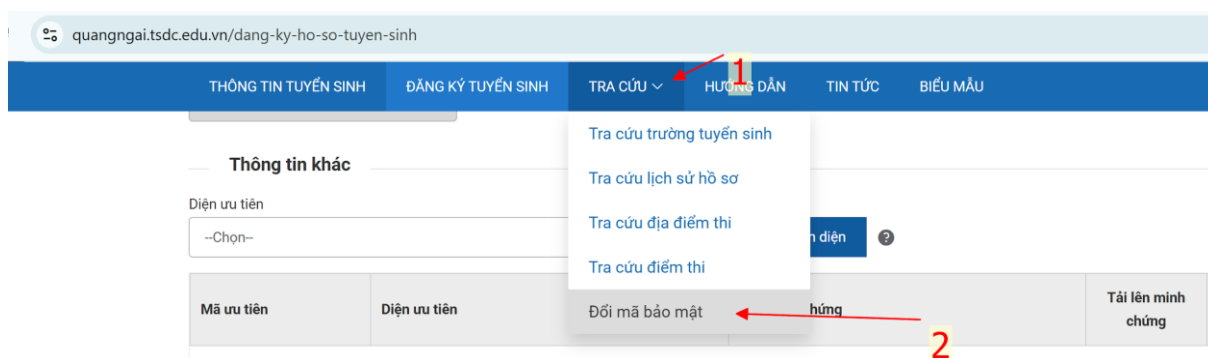 quangngai.tsdc.edu.vn/dang-ky-ho-so-tuyen-sinh
1
THÔNG TIN TUYỂN SINH ĐĂNG KÝ TUYỂN SINH TRA CỨU HƯỚNG DẪN TIN TỨC BIỂU MẪU
Tra cứu trường tuyển sinh
Thông tin khác
Tra cứu lịch sử hồ sơ
Diện ưu tiên
Tra cứu địa điểm thi
--Chọn-- diện ?
Tra cứu điểm thi
Mã ưu tiên Diện ưu tiên Đổi mã bảo mật chứng Tải lên minh
chứng
2